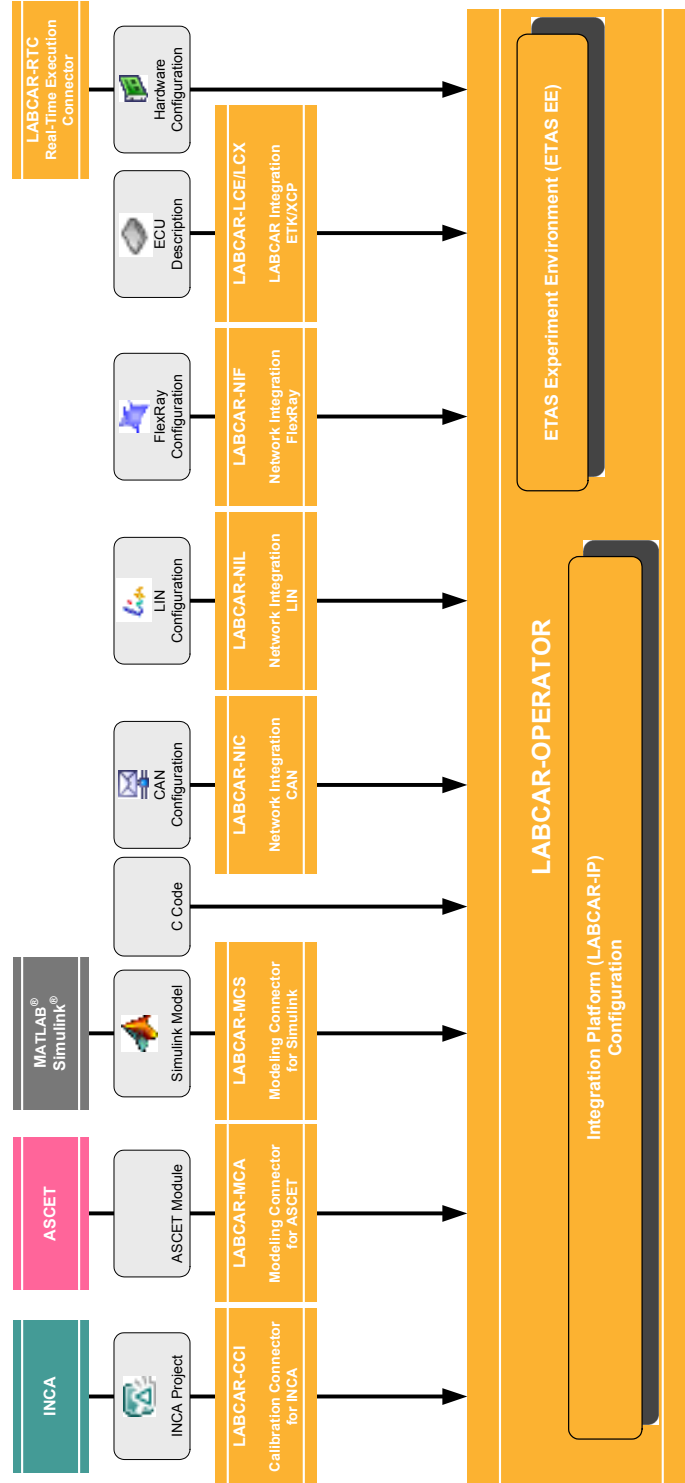 INCA
ASCET
MATLAB®
Simulink®
LABCAR-RTC
Real-Time Execution
Connector
INCA Project
ASCET Module
Simulink Model
C Code
CAN
Configuration
LIN
Configuration
FlexRay
Configuration
ECU
Description
Hardware
Configuration
LABCAR-CCI
Calibration Connector
for INCA
LABCAR-MCA
Modeling Connector
for ASCET
LABCAR-MCS
Modeling Connector
for Simulink
LABCAR-NIC
Network Integration
CAN
LABCAR-NIL
Network Integration
LIN
LABCAR-NIF
Network Integration
FlexRay
LABCAR-LCE/LCX
LABCAR Integration
ETK/XCP
LABCAR-OPERATOR
Integration Platform (LABCAR-IP)
Configuration
ETAS Experiment Environment (ETAS EE)